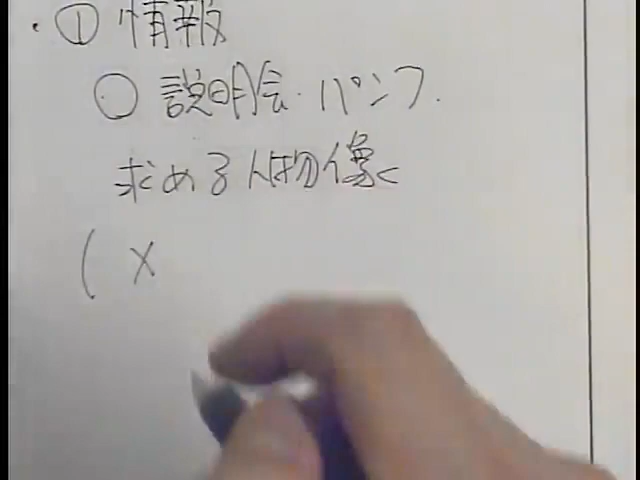 ・① 情報
○ 説明会・パンフ.
求める人物像
( ×